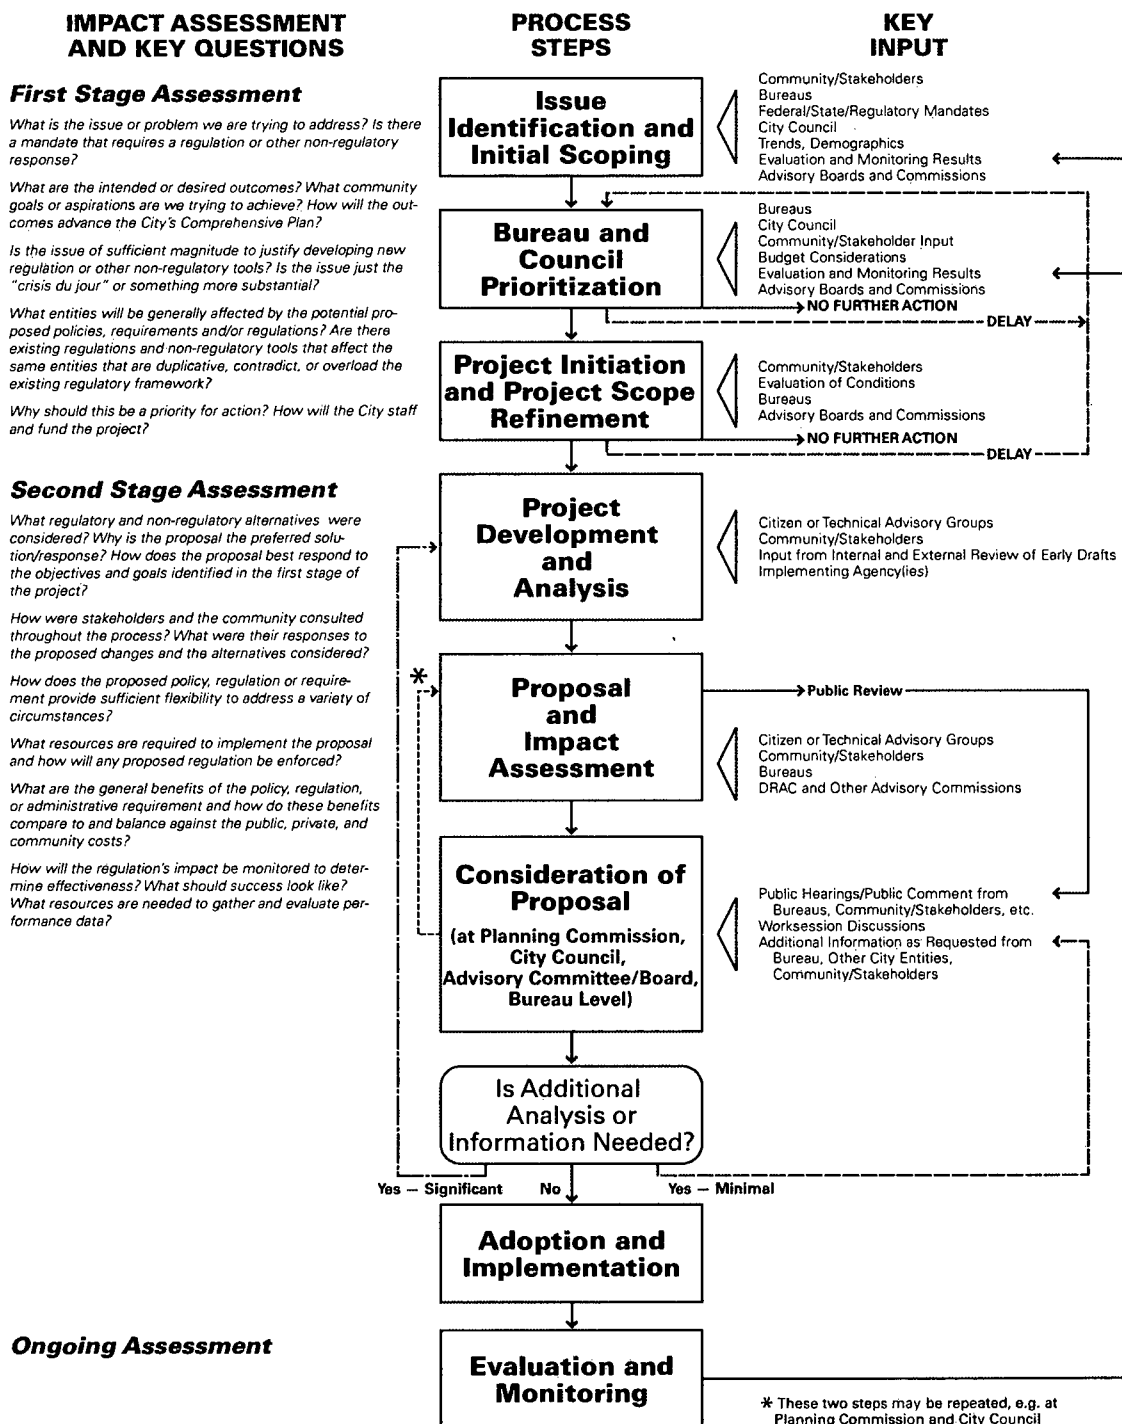 IMPACT ASSESSMENT
AND KEY QUESTIONS
First Stage Assessment
What is the issue or problem we are trying to address? Is there
a mandate that requires a regulation or other non-regulatory
response?
What are the intended or desired outcomes? What community
goals or aspirations are we trying to achieve? How will the out-
comes advance the City's Comprehensive Plan?
Is the issue of sufficient magnitude to justify developing new
regulation or other non-regulatory tools? Is the issue just the
"crisis du jour" or something more substantial?
What entities will be generally affected by the potential pro-
posed policies, requirements and/or regulations? Are there
existing regulations and non-regulatory tools that affect the
same entities that are duplicative, contradict, or overload the
existing regulatory framework?
Why should this be a priority for action? How will the City staff
and fund the project?
Second Stage Assessment
What regulatory and non-regulatory alternatives were
considered? Why is the proposal the preferred solu-
tion/response? How does the proposal best respond to
the objectives and goals identified in the first stage of
the project?
How were stakeholders and the community consulted
throughout the process? What were their responses to
the proposed changes and the alternatives considered?
How does the proposed policy, regulation or require-
ment provide sufficient flexibility to address a variety of
circumstances?
What resources are required to implement the proposal
and how will any proposed regulation be enforced?
What are the general benefits of the policy, regulation,
or administrative requirement and how do these benefits
compare to and balance against the public, private, and
community costs?
How will the regulation's impact be monitored to deter-
mine effectiveness? What should success look like?
What resources are needed to gather and evaluate per-
formance data?
Ongoing Assessment
PROCESS
STEPS
Issue
Identification and
Initial Scoping
Bureau and
Council
Prioritization
NO FURTHER ACTION
DELAY
Project Initiation
and Project Scope
Refinement
NO FURTHER ACTION
DELAY
Project
Development
and
Analysis
*
Proposal
and
Impact
Assessment
Public Review
Consideration of
Proposal
(at Planning Commission,
City Council,
Advisory Committee/Board,
Bureau Level)
Is Additional
Analysis or
Information Needed?
Yes — Significant
No
Yes — Minimal
Adoption and
Implementation
Evaluation and
Monitoring
KEY
INPUT
Community/Stakeholders
Bureaus
Federal/State/Regulatory Mandates
City Council
Trends, Demographics
Evaluation and Monitoring Results
Advisory Boards and Commissions
Bureaus
City Council
Community/Stakeholder Input
Budget Considerations
Evaluation and Monitoring Results
Advisory Boards and Commissions
Community/Stakeholders
Evaluation of Conditions
Bureaus
Advisory Boards and Commissions
Citizen or Technical Advisory Groups
Community/Stakeholders
Input from Internal and External Review of Early Drafts
Implementing Agency(ies)
Citizen or Technical Advisory Groups
Community/Stakeholders
Bureaus
DRAC and Other Advisory Commissions
Public Hearings/Public Comment from
Bureaus, Community/Stakeholders, etc.
Worksession Discussions
Additional Information as Requested from
Bureau, Other City Entities,
Community/Stakeholders
* These two steps may be repeated, e.g. at
Planning Commission and City Council